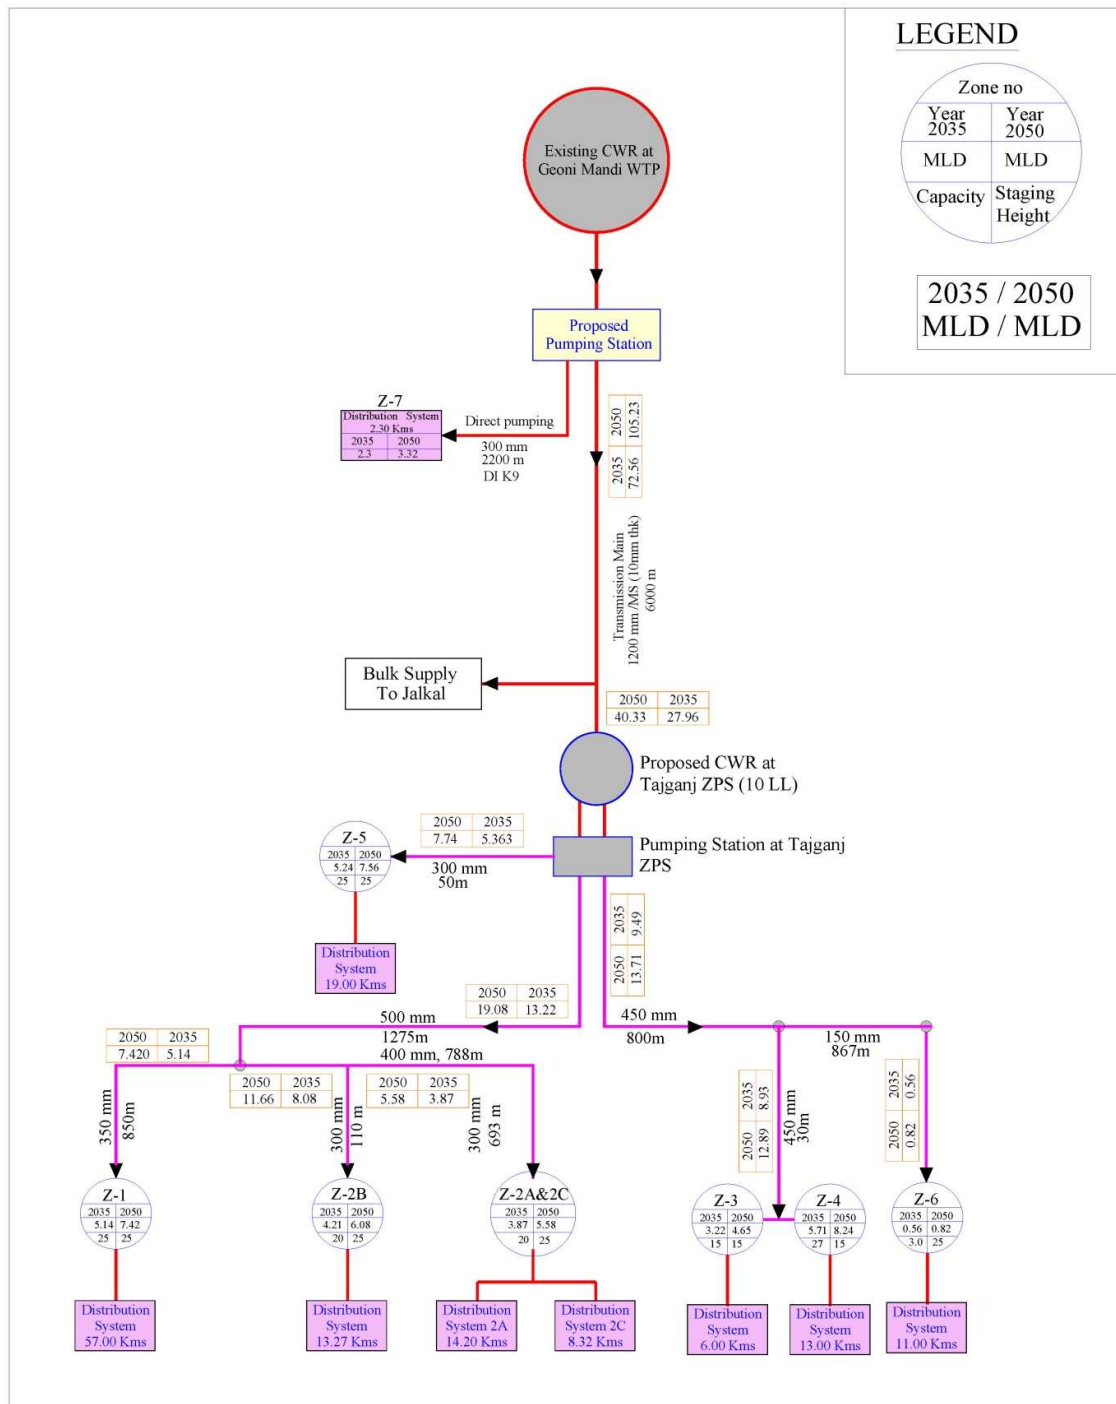 LEGEND
Zone no
Year Year
2035 2050
MLD MLD
Capacity Staging
Height
2035 / 2050
MLD / MLD
Existing CWR at
Geoni Mandi WTP
Proposed
Pumping Station
Z-7
Distribution System
2.30 Kms
2035 2050
2.3 3.32
Direct pumping
300 mm
2200 m
DI K9
2035 2050
72.56 105.23
Transmission Main
1200 mm /MS (10mm thk)
6000 m
Bulk Supply
To Jalkal
2050 2035
40.33 27.96
Proposed CWR at
Tajganj ZPS (10 LL)
Pumping Station at Tajganj
ZPS
2050 2035
7.74 5.363
300 mm
50m
Z-5
2035 2050
5.24 7.56
25 25
Distribution
System
19.00 Kms
2050 2035
13.71 9.49
2050 2035
19.08 13.22
500 mm
1275m
450 mm
800m
150 mm
867m
2050 2035
7.420 5.14
400 mm, 788m
2050 2035
11.66 8.08
2050 2035
5.58 3.87
350 mm
850m
300 mm
110 m
300 mm
693 m
2050 2035
12.89 8.93
450 mm
30m
2050 2035
0.82 0.56
Z-1
2035 2050
5.14 7.42
25 25
Z-2B
2035 2050
4.21 6.08
20 25
Z-2A&2C
2035 2050
3.87 5.58
20 25
Z-3
2035 2050
3.22 4.65
15 15
Z-4
2035 2050
5.71 8.24
27 15
Z-6
2035 2050
0.56 0.82
3.0 25
Distribution
System
57.00 Kms
Distribution
System
13.27 Kms
Distribution
System 2A
14.20 Kms
Distribution
System 2C
8.32 Kms
Distribution
System
6.00 Kms
Distribution
System
13.00 Kms
Distribution
System
11.00 Kms